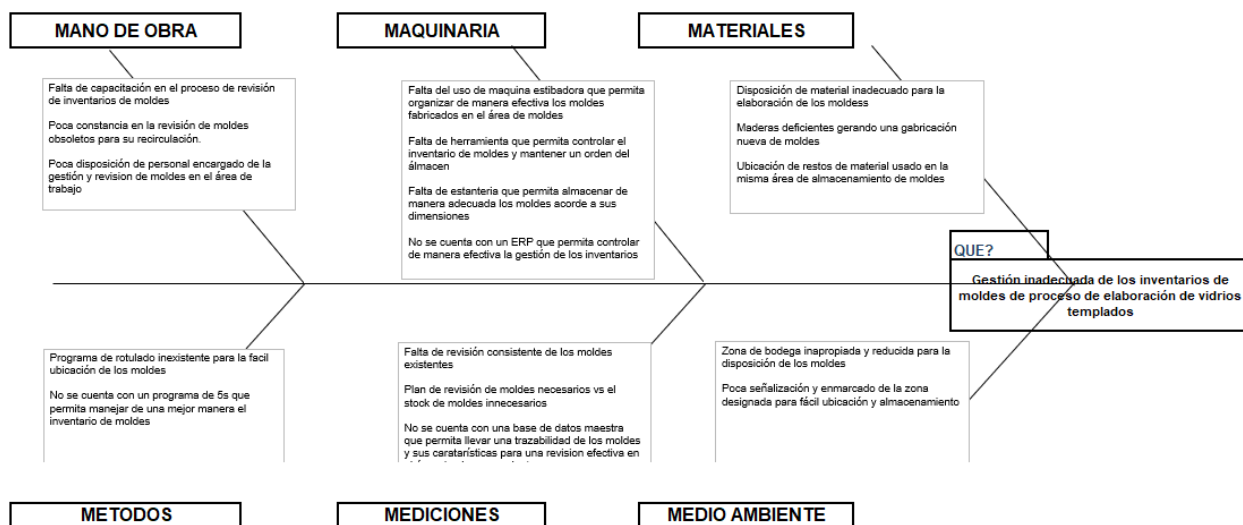 MANO DE OBRA
MAQUINARIA
MATERIALES
Falta de capacitación en el proceso de revisión
de inventarios de moldes
Poca constancia en la revisión de moldes
obsoletos para su recirculación.
Poca disposición de personal encargado de la
gestión y revision de moldes en el área de
trabajo
Falta del uso de maquina estibadora que permita
organizar de manera efectiva los moldes
fabricados en el área de moldes
Falta de herramienta que permita controlar el
inventario de moldes y mantener un orden del
álmacen
Falta de estanteria que permita almacenar de
manera adecuada los moldes acorde a sus
dimensiones
No se cuenta con un ERP que permita controlar
de manera efectiva la gestión de los inventarios
Disposición de material inadecuado para la
elaboración de los moldess
Maderas deficientes gerando una gabricación
nueva de moldes
Ubicación de restos de material usado en la
misma área de almacenamiento de moldes
QUE?
Gestión inadecuada de los inventarios de
moldes de proceso de elaboración de vidrios
templados
Programa de rotulado inexistente para la facil
ubicación de los moldes
No se cuenta con un programa de 5s que
permita manejar de una mejor manera el
inventario de moldes
Falta de revisión consistente de los moldes
existentes
Plan de revisión de moldes necesarios vs el
stock de moldes innecesarios
No se cuenta con una base de datos maestra
que permita llevar una trazabilidad de los moldes
y sus caratarísticas para una revision efectiva en
Zona de bodega inapropiada y reducida para la
disposición de los moldes
Poca señalización y enmarcado de la zona
designada para fácil ubicación y almacenamiento
METODOS
MEDICIONES
MEDIO AMBIENTE